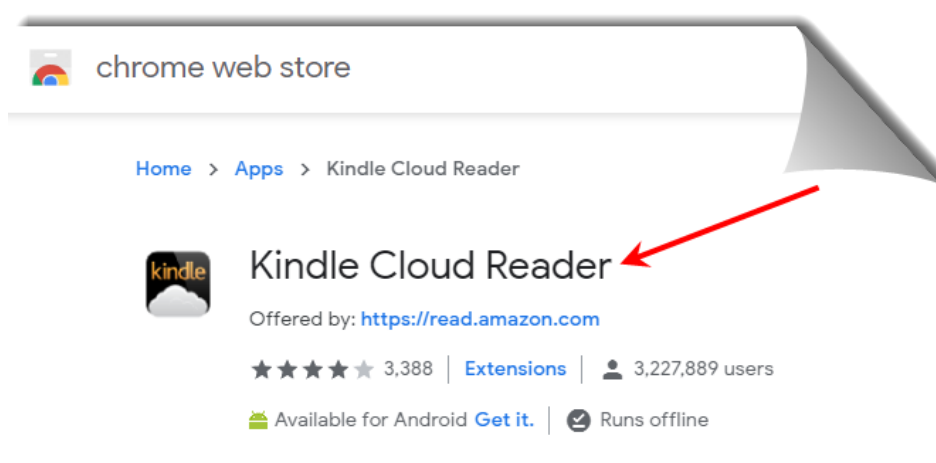 chrome web store
Home > Apps > Kindle Cloud Reader
kindle
Kindle Cloud Reader
Offered by: https://read.amazon.com
3,388 | Extensions | 3,227,889 users
Available for Android Get it. | Runs offline